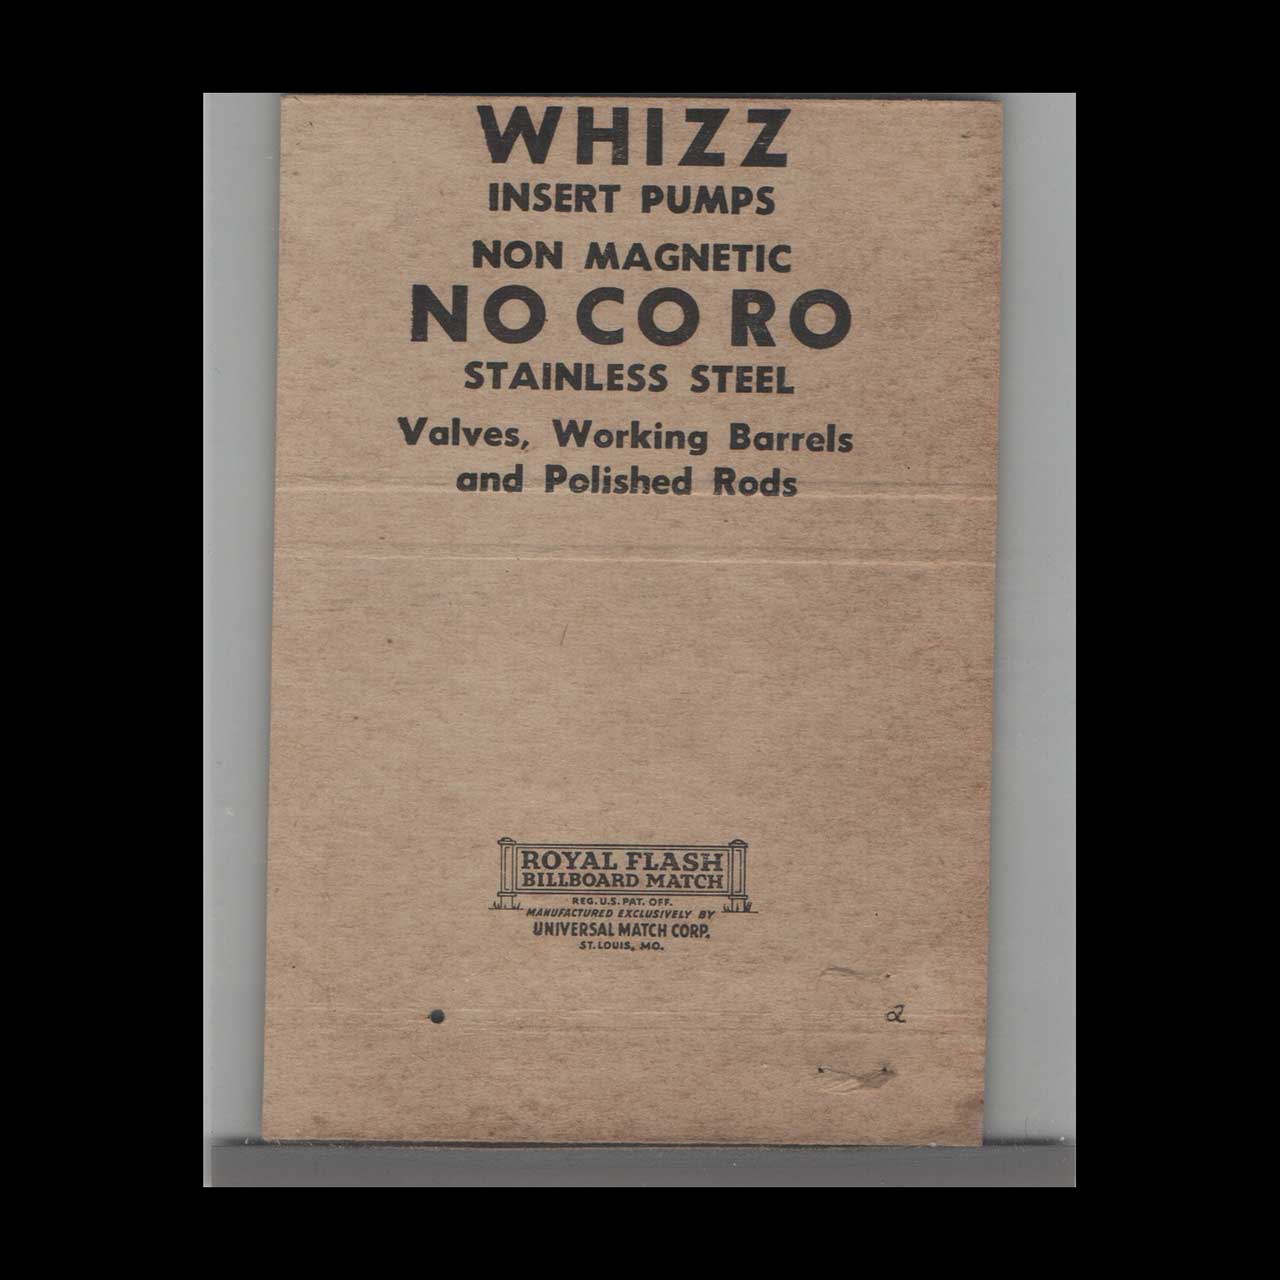 WHIZZ
INSERT PUMPS
NON MAGNETIC
NO CO RO
STAINLESS STEEL
Valves, Working Barrels
and Polished Rods
ROYAL FLASH
BILLBOARD MATCH
REG. U.S. PAT. OFF.
MANUFACTURED EXCLUSIVELY BY
UNIVERSAL MATCH CORP.
ST. LOUIS, MO.
2